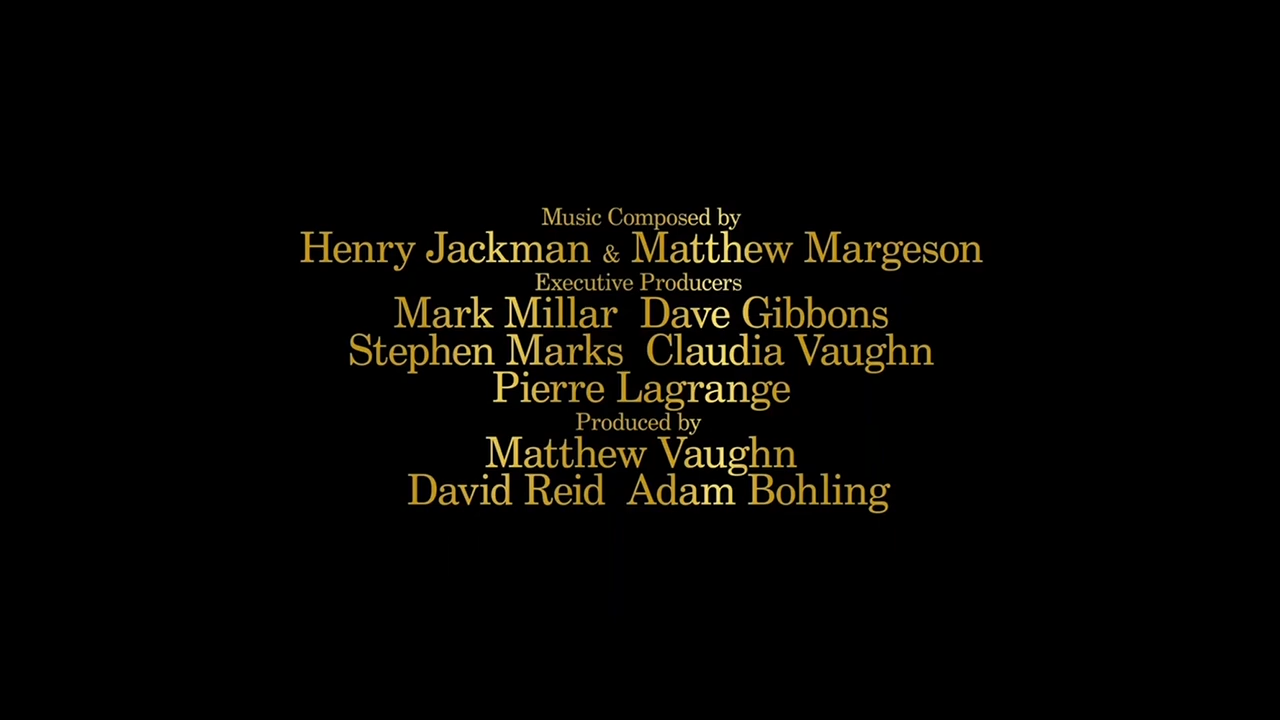 Music Composed by
Henry Jackman & Matthew Margeson
Executive Producers
Mark Millar Dave Gibbons
Stephen Marks Claudia Vaughn
Pierre Lagrange
Produced by
Matthew Vaughn
David Reid Adam Bohling